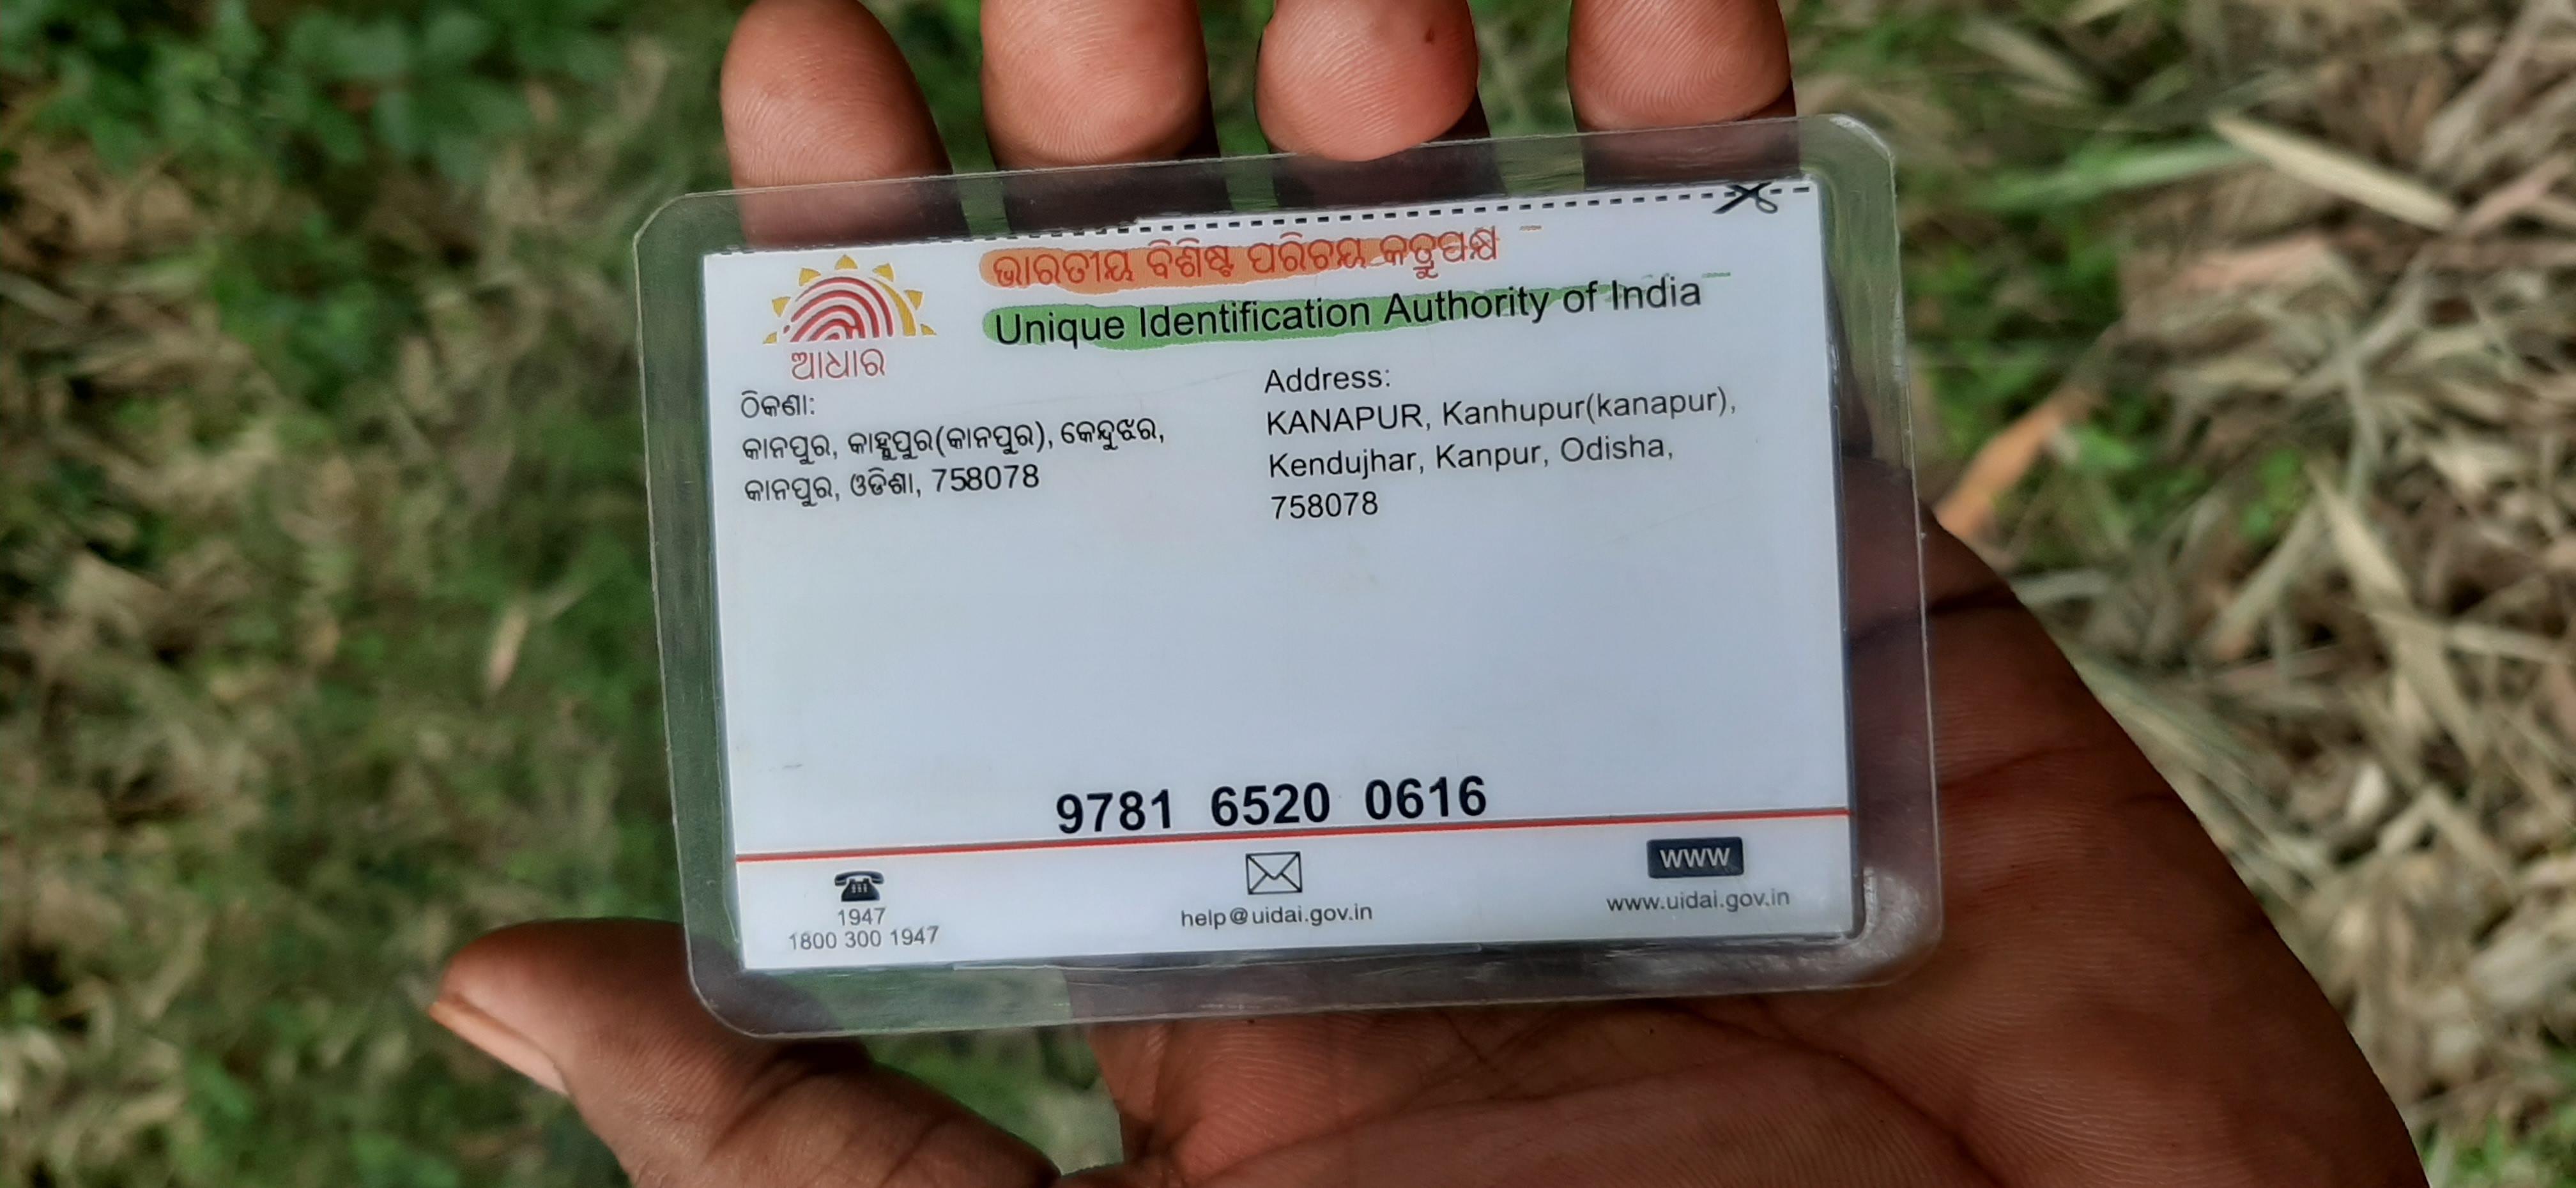 ଭାରତୀୟ ବିଶିଷ୍ଟ ପରିଚୟ କତ୍ରୁପକ୍ଷ
Unique Identification Authority of India
ଆଧାର
ଠିକଣା:
କାନପୁର, କାହ୍ନୁପୁର(କାନପୁର), କେନ୍ଦୁଝର,
କାନପୁର, ଓଡିଶା, 758078
Address:
KANAPUR, Kanhupur(kanapur),
Kendujhar, Kanpur, Odisha,
758078
9781 6520 0616
1947
1800 300 1947
help@uidai.gov.in
www
www.uidai.gov.in